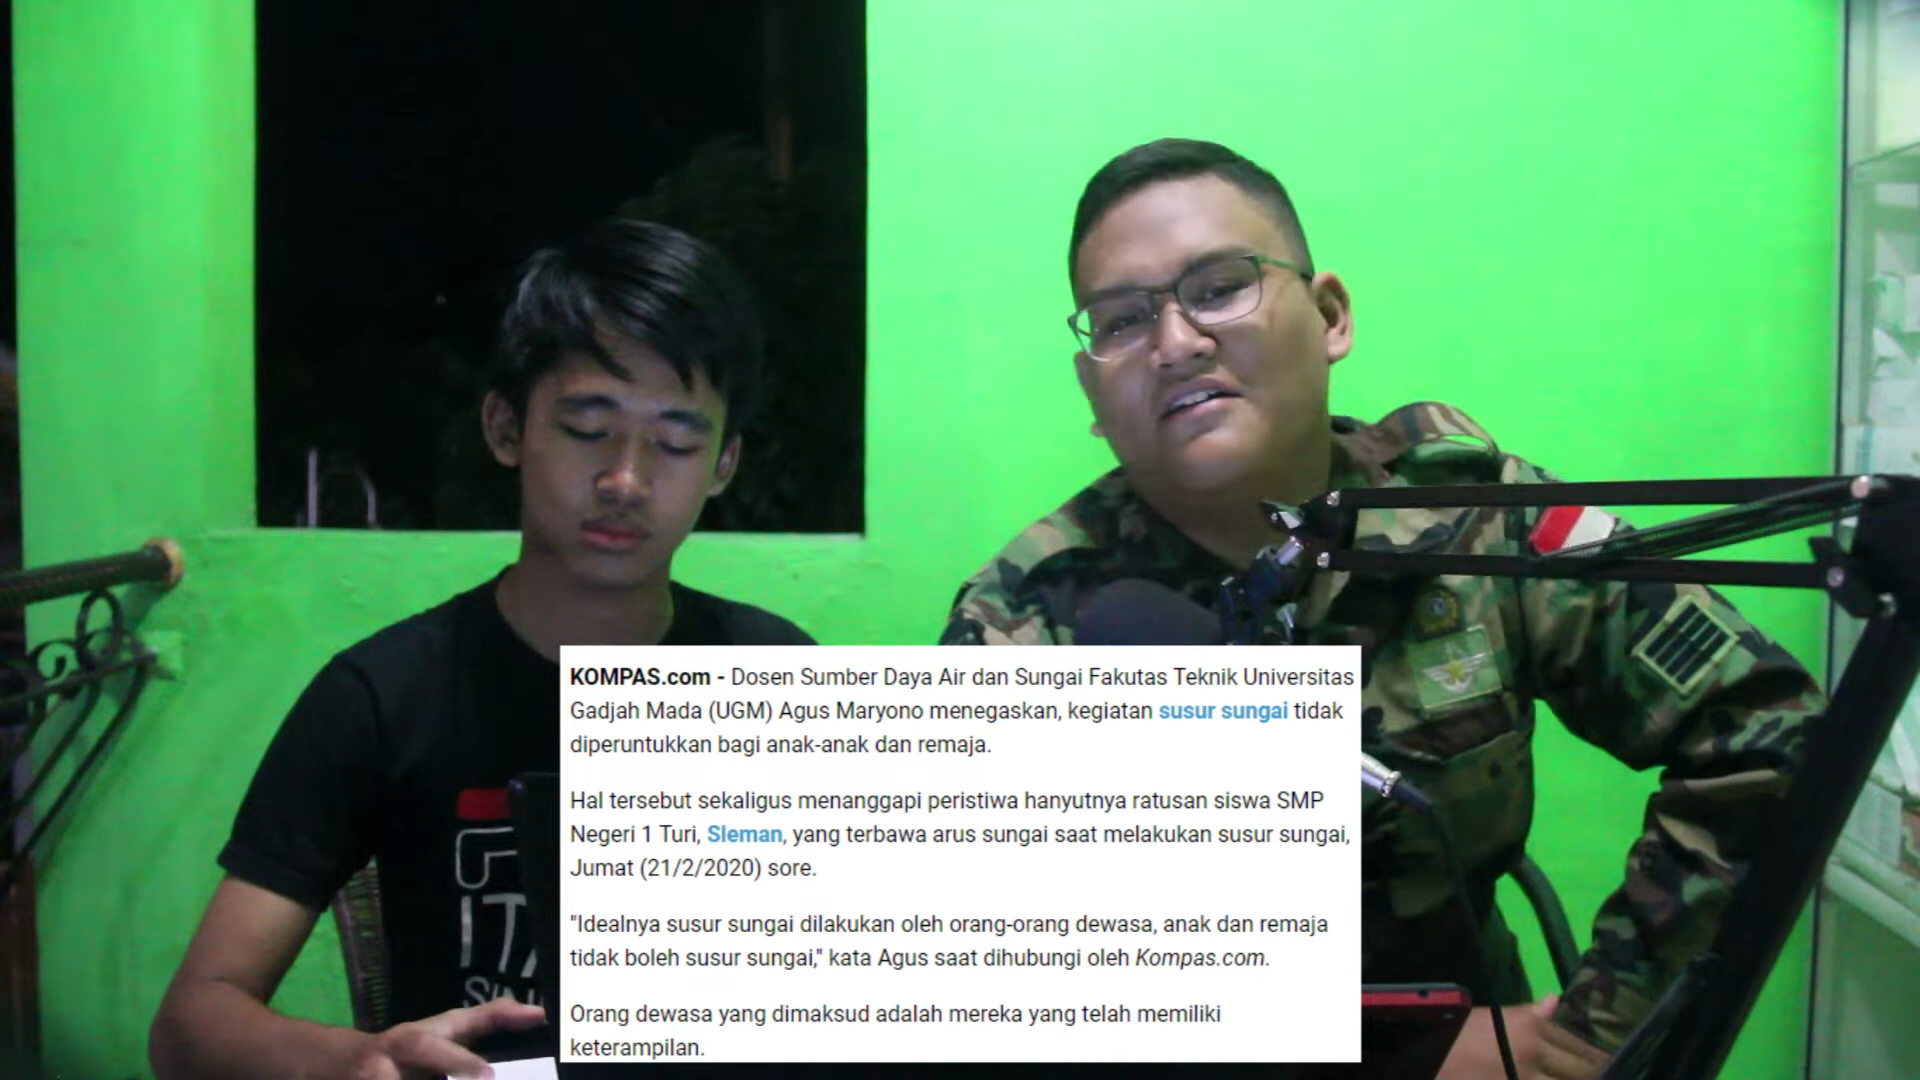 KOMPAS.com - Dosen Sumber Daya Air dan Sungai Fakutas Teknik Universitas
Gadjah Mada (UGM) Agus Maryono menegaskan, kegiatan susur sungai tidak
diperuntukkan bagi anak-anak dan remaja.
Hal tersebut sekaligus menanggapi peristiwa hanyutnya ratusan siswa SMP
Negeri 1 Turi, Sleman, yang terbawa arus sungai saat melakukan susur sungai,
Jumat (21/2/2020) sore.
"Idealnya susur sungai dilakukan oleh orang-orang dewasa, anak dan remaja
tidak boleh susur sungai," kata Agus saat dihubungi oleh Kompas.com.
Orang dewasa yang dimaksud adalah mereka yang telah memiliki
keterampilan.